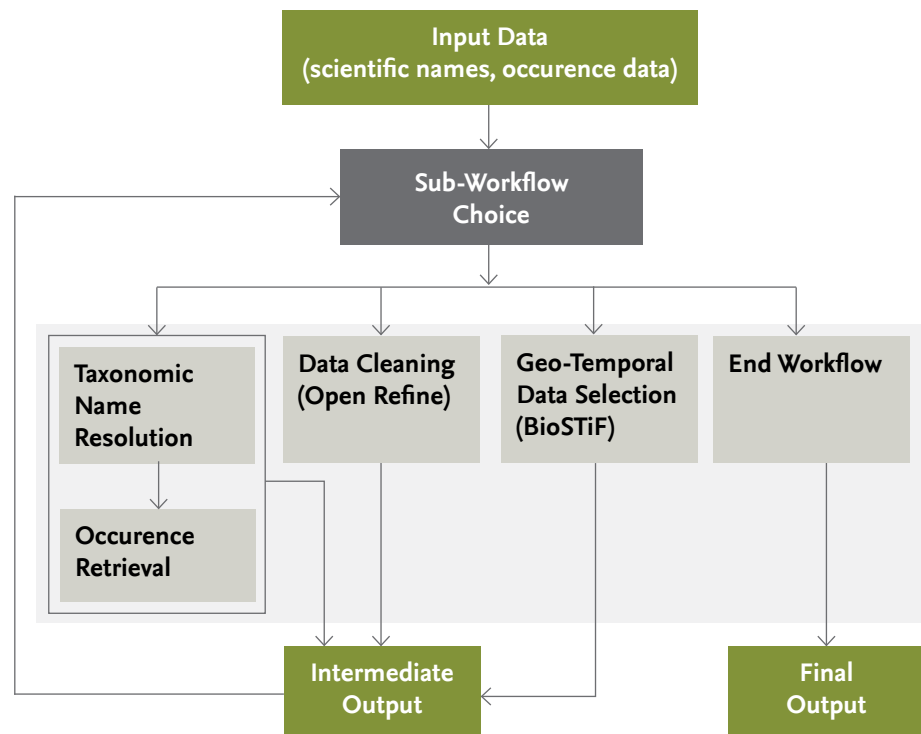 Input Data
(scientific names, occurence data)
Sub-Workflow
Choice
Taxonomic
Name
Resolution
Occurence
Retrieval
Data Cleaning
(Open Refine)
Geo-Temporal
Data Selection
(BioSTiF)
End Workflow
Intermediate
Output
Final
Output